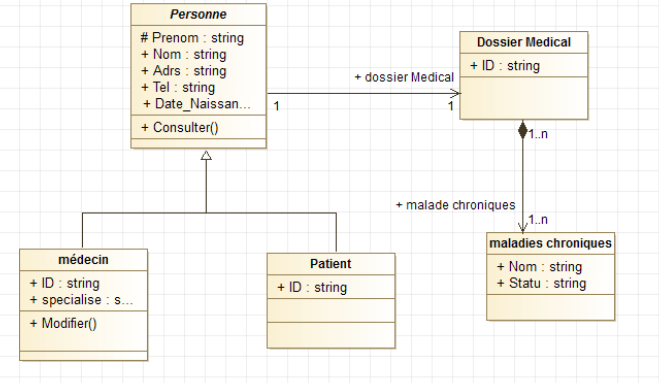 Personne
# Prenom : string
+ Nom : string
+ Adrs : string
+ Tel : string
+ Date_Naissan...
+ Consulter()
+ dossier Medical
1
1
Dossier Medical
+ ID : string
1..n
+ malade chroniques
1..n
maladies chroniques
+ Nom : string
+ Statu : string
médecin
+ ID : string
+ specialise : s...
+ Modifier()
Patient
+ ID : string